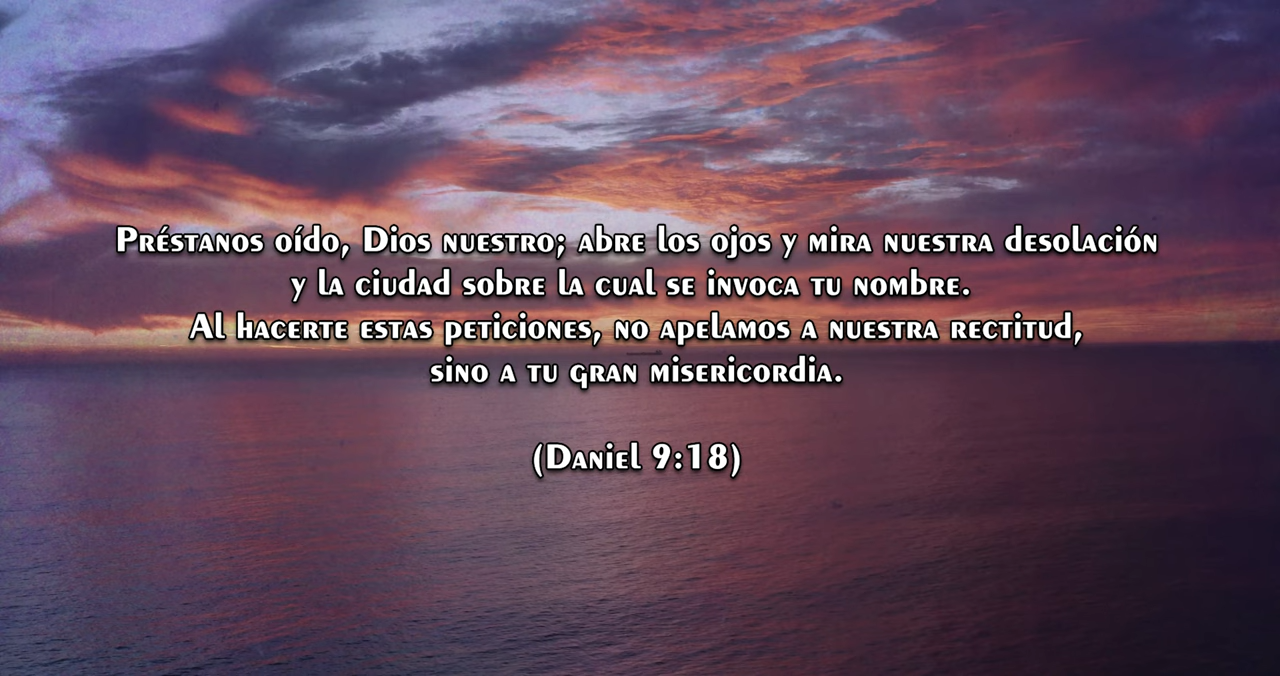 Préstanos oído, Dios nuestro; abre los ojos y mira nuestra desolación
y la ciudad sobre la cual se invoca tu nombre.
Al hacerte estas peticiones, no apelamos a nuestra rectitud,
sino a tu gran misericordia.
(Daniel 9:18)